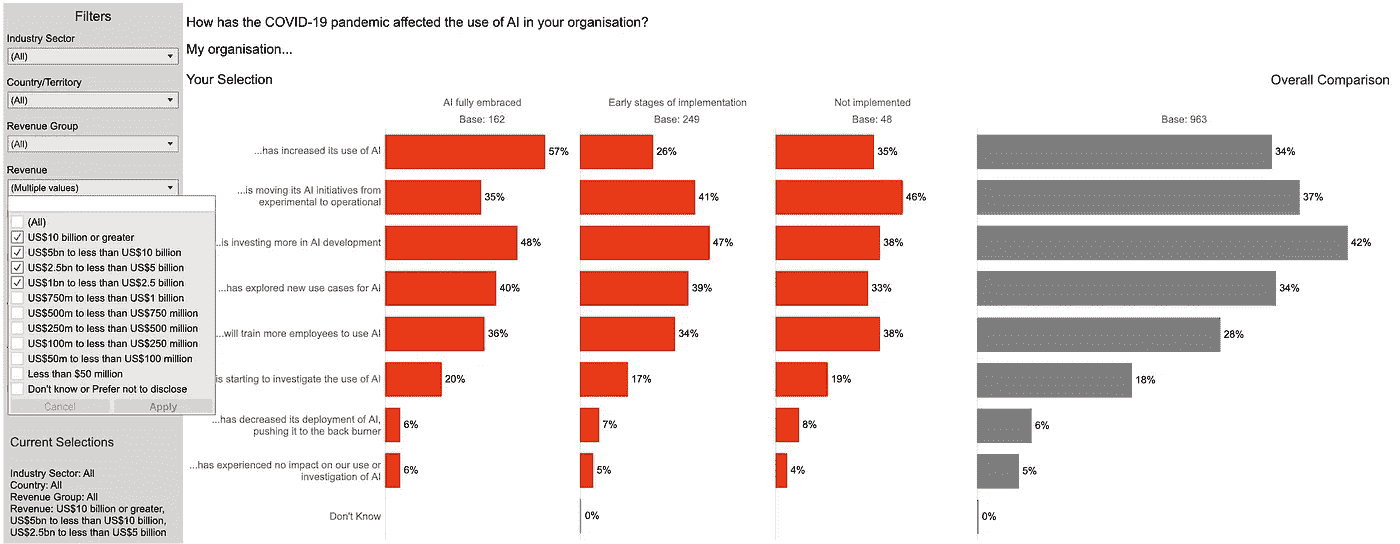 Filters
Industry Sector
(All)
Country/Territory
(All)
Revenue Group
(All)
Revenue
(Multiple values)
(All)
US$10 billion or greater
US$5bn to less than US$10 billion
US$2.5bn to less than US$5 billion
US$1bn to less than US$2.5 billion
US$750m to less than US$1 billion
US$500m to less than US$750 million
US$250m to less than US$500 million
US$100m to less than US$250 million
US$50m to less than US$100 million
Less than $50 million
Don't know or Prefer not to disclose
Cancel Apply
Current Selections
Industry Sector: All
Country: All
Revenue Group: All
Revenue: US$10 billion or greater,
US$5bn to less than US$10 billion,
US$2.5bn to less than US$5 billion
How has the COVID-19 pandemic affected the use of AI in your organisation?
My organisation...
Your Selection Overall Comparison
AI fully embraced Early stages of implementation Not implemented
Base: 162 Base: 249 Base: 48 Base: 963
...has increased its use of AI 57% 26% 35% 34%
...is moving its AI initiatives from
experimental to operational 35% 41% 46% 37%
..is investing more in AI development 48% 47% 38% 42%
..has explored new use cases for AI 40% 39% 33% 34%
..will train more employees to use AI 36% 34% 38% 28%
is starting to investigate the use of AI 20% 17% 19% 18%
...has decreased its deployment of AI,
pushing it to the back burner 6% 7% 8% 6%
...has experienced no impact on our use or
investigation of AI 6% 5% 4% 5%
Don't Know 0% 0%